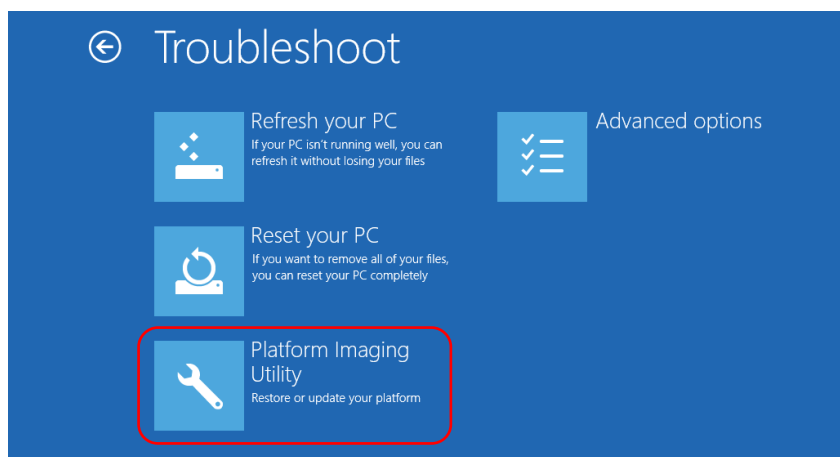 Troubleshoot
Refresh your PC
If your PC isn't running well, you can
refresh it without losing your files
Advanced options
Reset your PC
If you want to remove all of your files,
you can reset your PC completely
Platform Imaging
Utility
Restore or update your platform